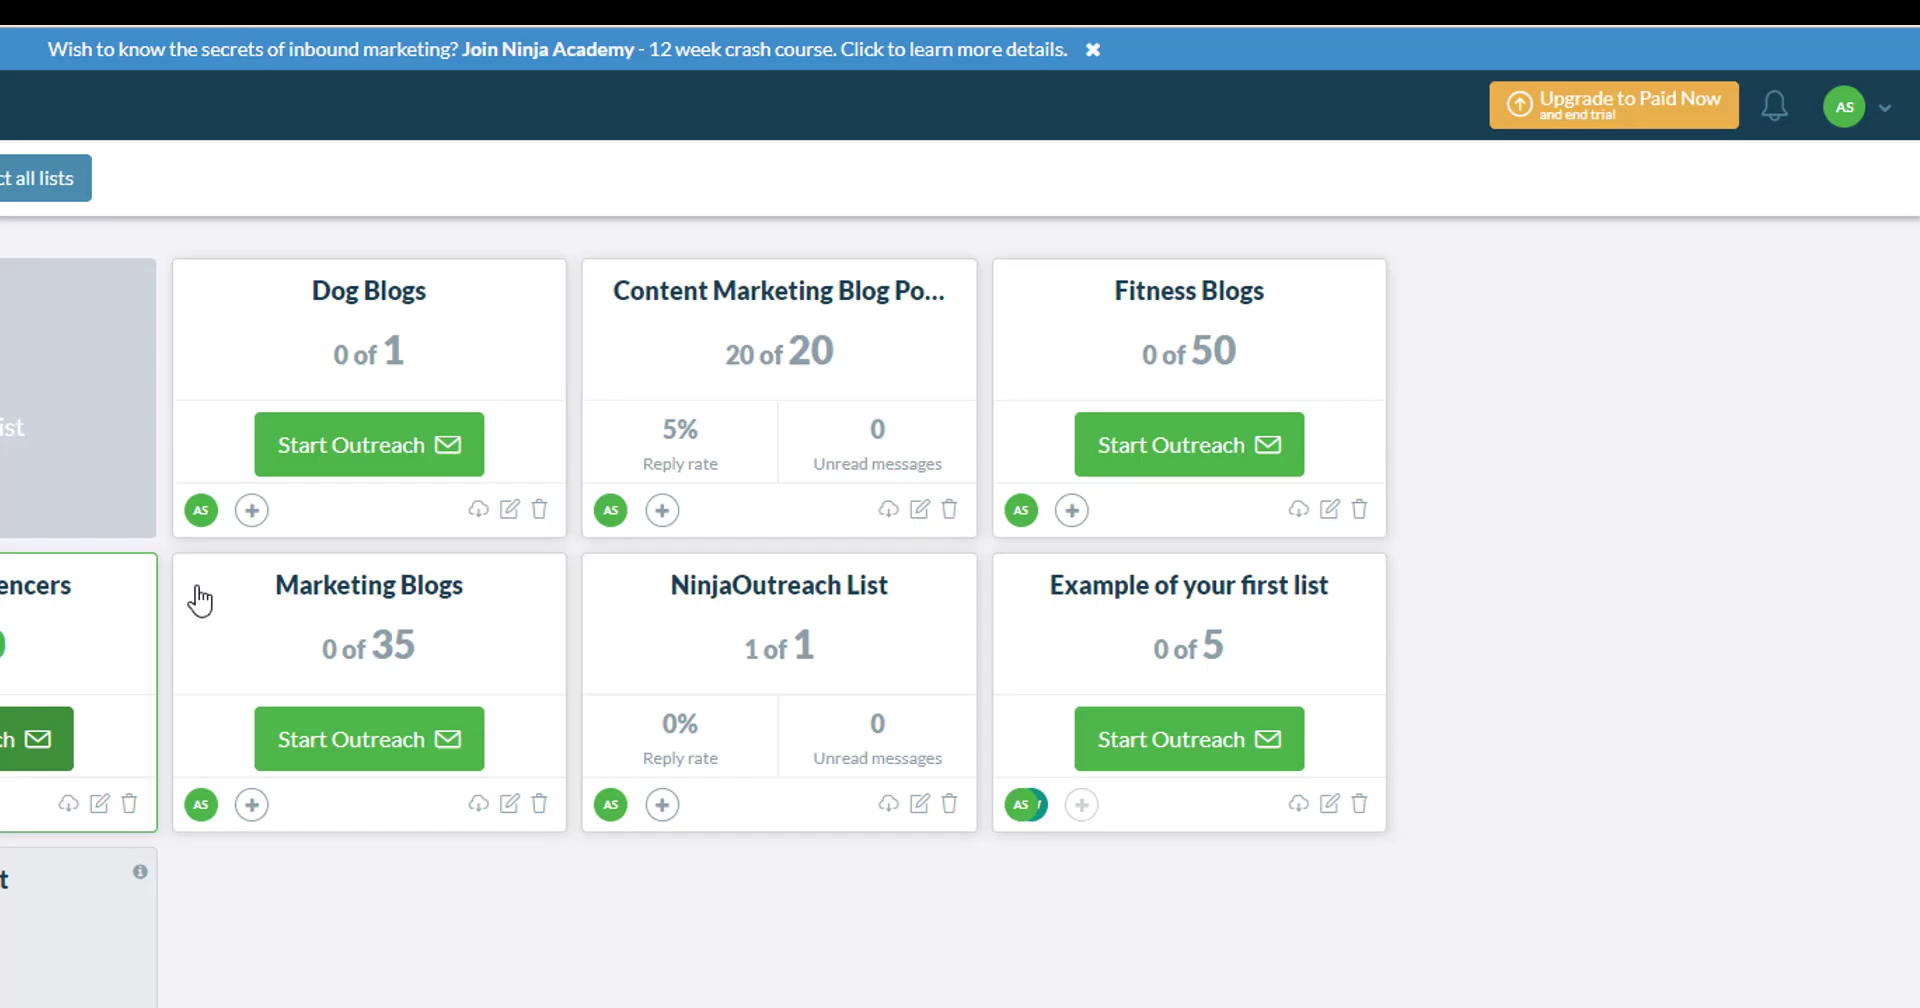 Wish to know the secrets of inbound marketing? Join Ninja Academy - 12 week crash course. Click to learn more details.
Upgrade to Paid Now
and end trial
AS
ct all lists
ist
Dog Blogs
0 of 1
Start Outreach
AS
Content Marketing Blog Po...
20 of 20
5%
Reply rate
0
Unread messages
AS
Fitness Blogs
0 of 50
Start Outreach
AS
encers
ch
Marketing Blogs
0 of 35
Start Outreach
AS
NinjaOutreach List
1 of 1
0%
Reply rate
0
Unread messages
AS
Example of your first list
0 of 5
Start Outreach
AS
t